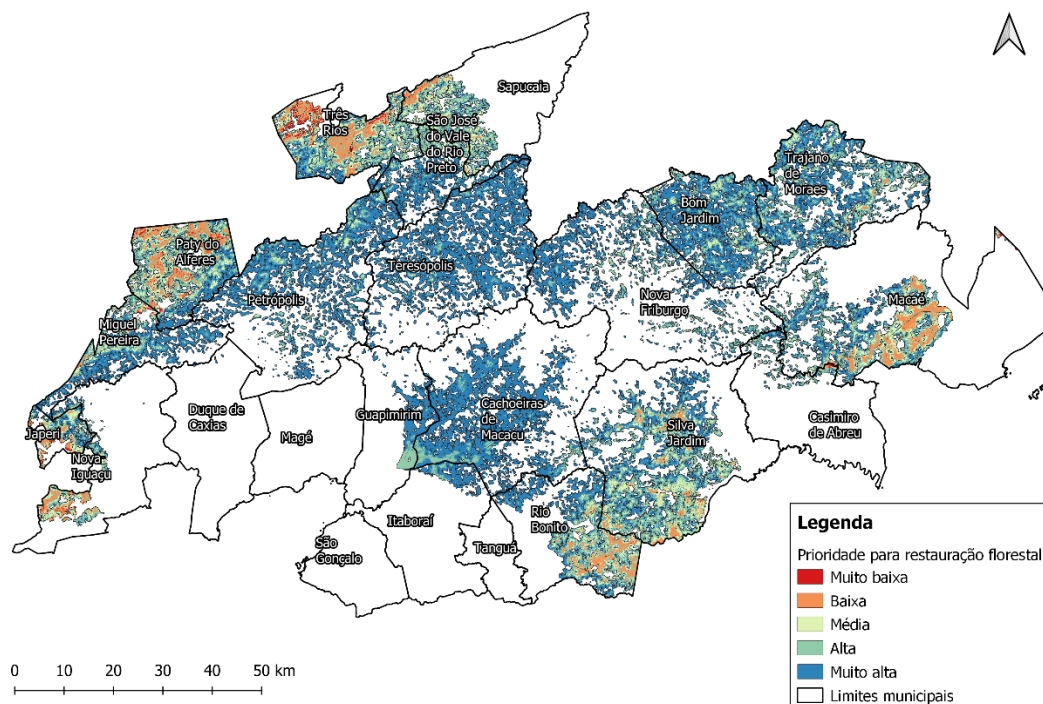 Sapucaia
Três
Rios
São José
do Vale
do Rio
Preto
Trajano
de
Moraes
Bom
Jardim
Paty do
Alferes
Teresópolis
Petrópolis
Nova
Friburgo
Macaé
Miguel
Pereira
Duque de
Caxias
Guapimirim
Cachoeiras
de
Macacu
Silva
Jardim
Casimiro
de Abreu
Japeri
Magé
Nova
Iguaçu
Itaboraí
Rio
Bonito
São
Gonçalo
Tanguá
Legenda
Prioridade para restauração florestal
Muito baixa
Baixa
Média
Alta
Muito alta
Limites municipais
0 10 20 30 40 50 km